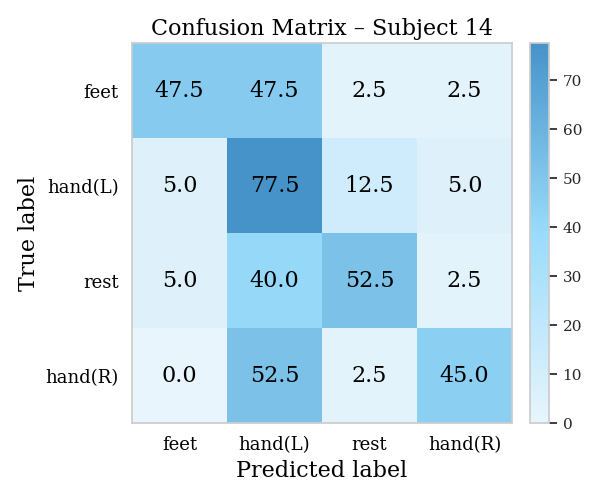 Confusion Matrix – Subject 14
True label
feet 47.5 47.5 2.5 2.5
hand(L) 5.0 77.5 12.5 5.0
rest 5.0 40.0 52.5 2.5
hand(R) 0.0 52.5 2.5 45.0
feet hand(L) rest hand(R)
Predicted label
70
60
50
40
30
20
10
0